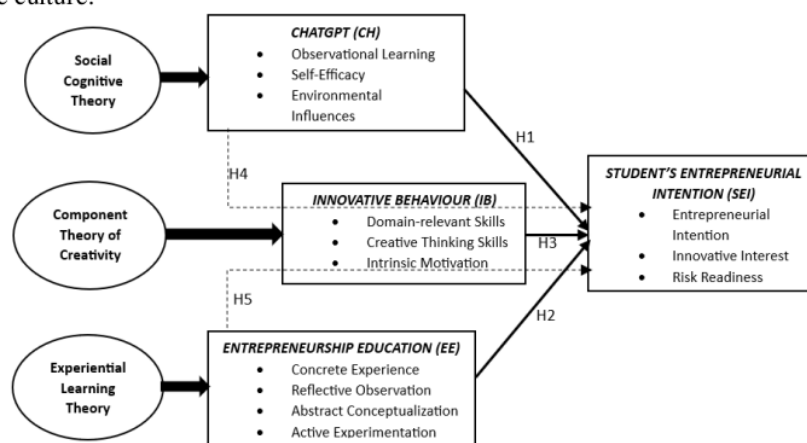 culture.
Social
Cognitive
Theory
CHATGPT (CH)
• Observational Learning
• Self-Efficacy
• Environmental
Influences
H1
H4
Component
Theory of
Creativity
INNOVATIVE BEHAVIOUR (IB)
• Domain-relevant Skills
• Creative Thinking Skills
• Intrinsic Motivation
H3
STUDENT'S ENTREPRENEURIAL
INTENTION (SEI)
• Entrepreneurial
Intention
• Innovative Interest
• Risk Readiness
H5
H2
Experiential
Learning
Theory
ENTREPRENEURSHIP EDUCATION (EE)
• Concrete Experience
• Reflective Observation
• Abstract Conceptualization
• Active Experimentation